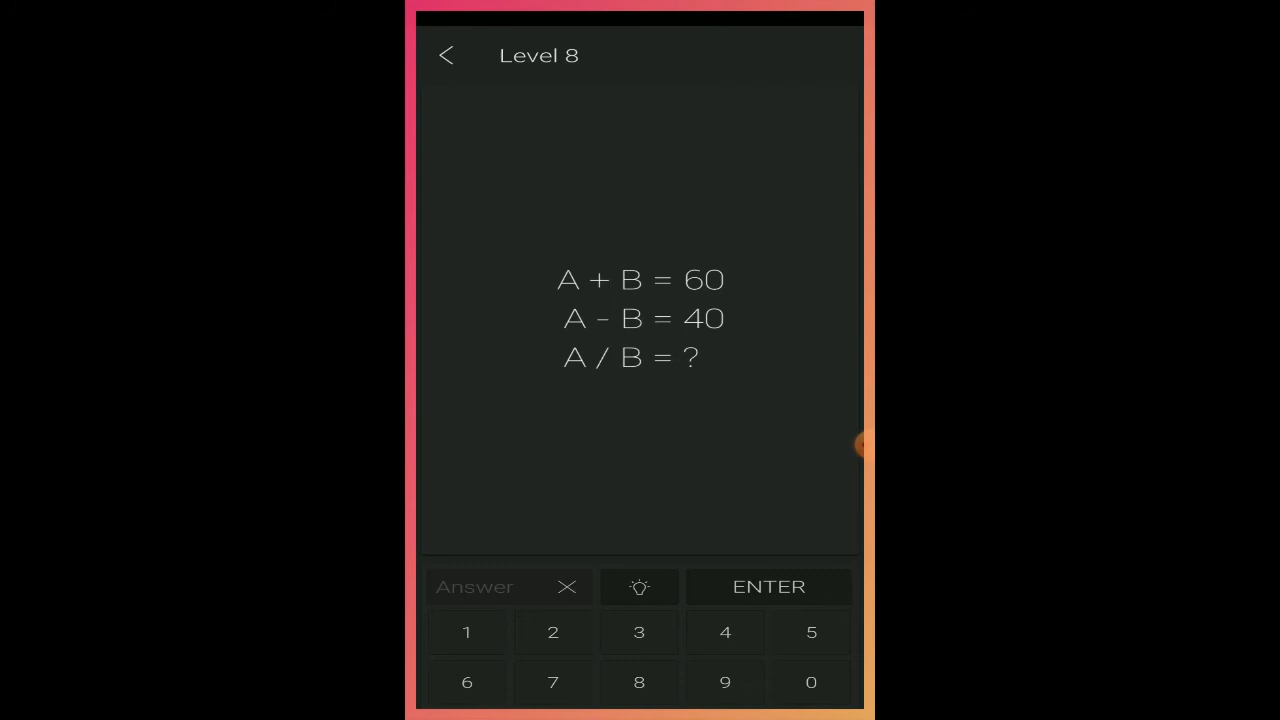 Level 8
A + B = 60
A - B = 40
A / B = ?
Answer
ENTER
1 2 3 4 5
6 7 8 9 0